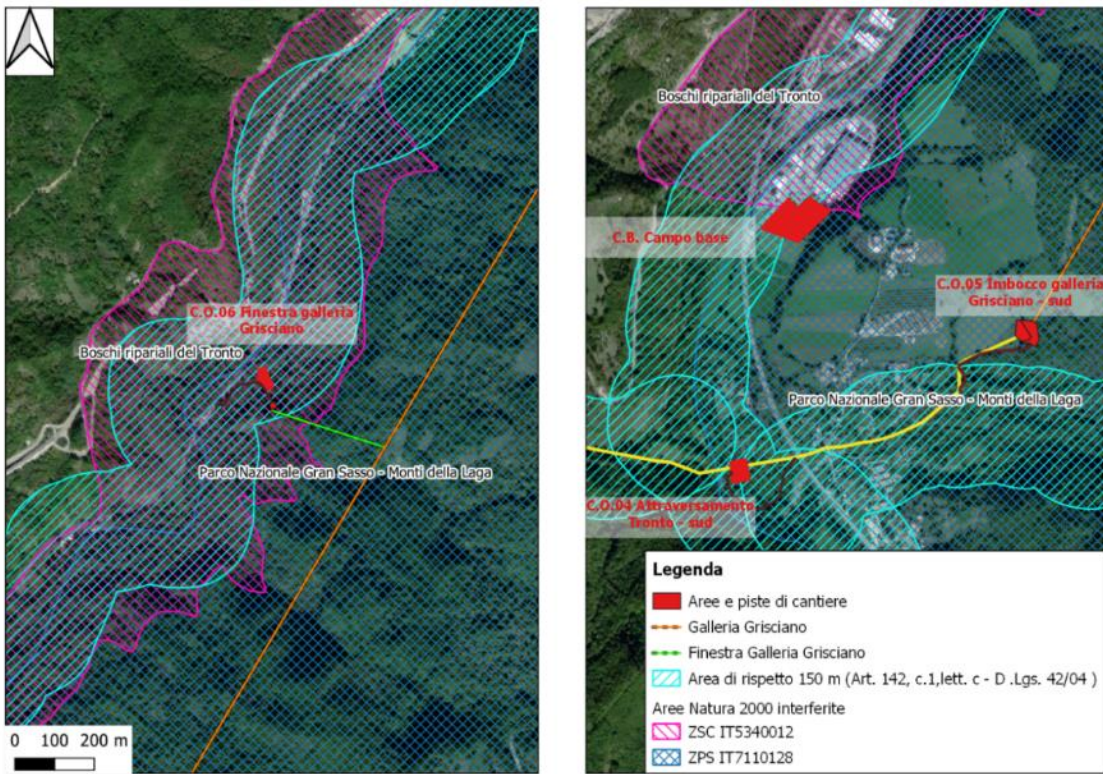 C.O.06 Finestra galleria
Grisciano
Boschi ripariali del Tronto
Parco Nazionale Gran Sasso - Monti della Laga
0 100 200 m
Boschi ripariali del Tronto
C.B. Campo base
C.O.05 Imbocco galleria
Grisciano - sud
Parco Nazionale Gran Sasso - Monti della Laga
C.O.04 Attraversamento
Tronto - sud
Legenda
Aree e piste di cantiere
Galleria Grisciano
Finestra Galleria Grisciano
Area di rispetto 150 m (Art. 142, c.1,lett. c - D .Lgs. 42/04 )
Aree Natura 2000 interferite
ZSC IT5340012
ZPS IT7110128